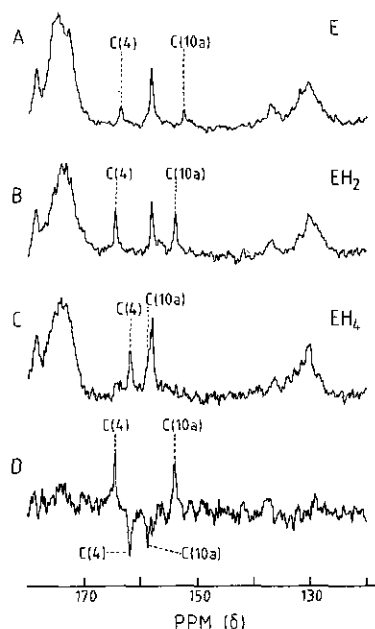 A
C(4)
C(10a)
E
B
C(4)
C(10a)
EH2
C
C(4)
C(10a)
EH4
D
C(4)
C(10a)
C(4)
C(10a)
170
150
130
PPM (δ)